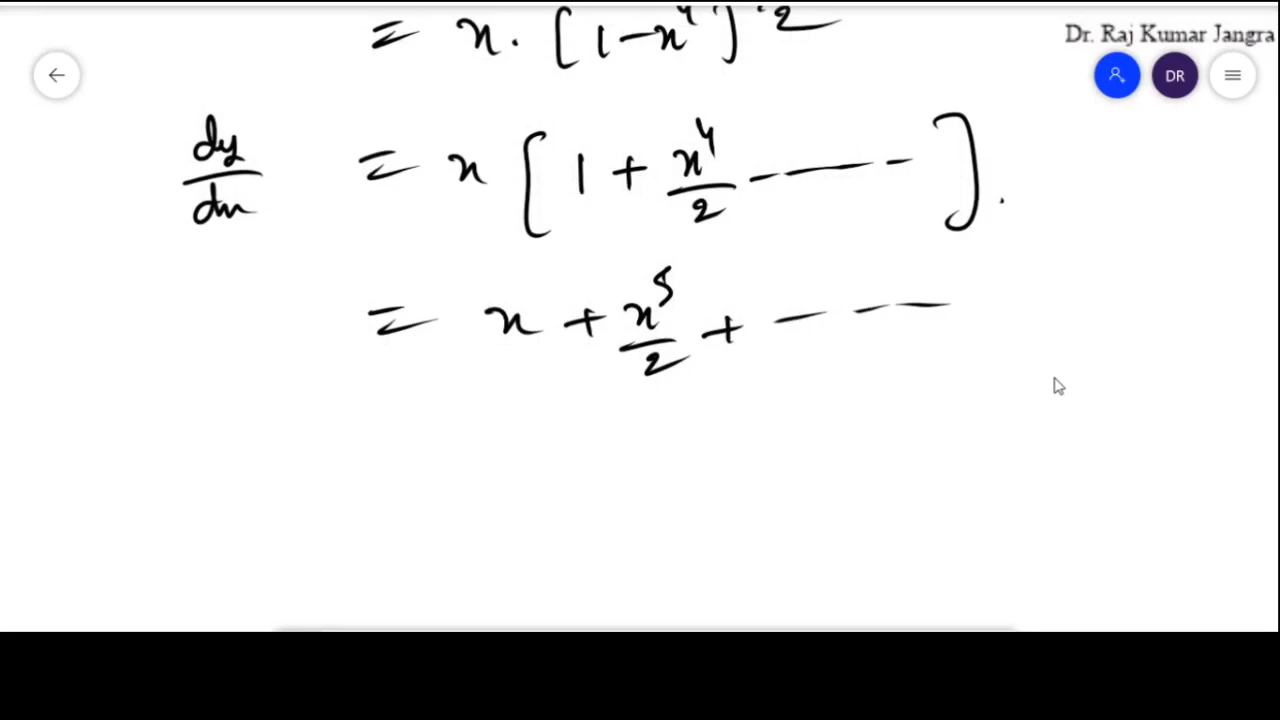 = x. [1-x⁴]
Dr. Raj Kumar Jangra
DR
dy/dx = x [1 + x⁴/2 - - - -].
= x + x⁵/2 + - - -